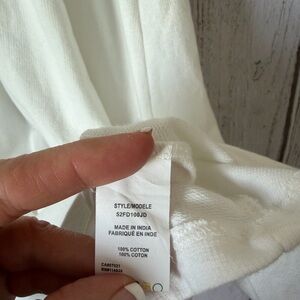 STYLE/MODELE
S2FD100JD
MADE IN INDIA
FABRIQUÉ EN INDE
100% COTTON
100% COTON